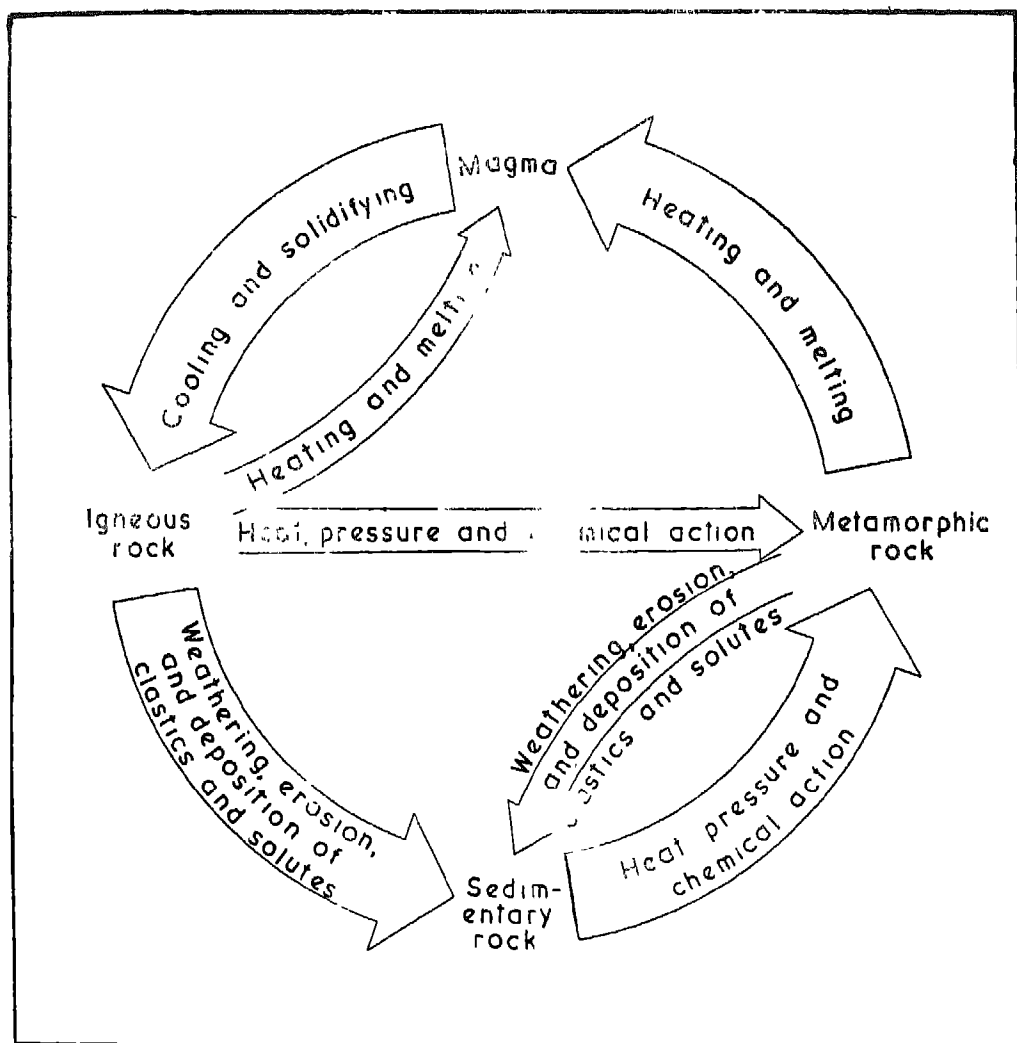 Magma
Cooling and solidifying
Heating and melting
Heating and
Igneous
rock
Heat, pressure and
action
Metamorphic
rock
Weathering, erosion,
and deposition of
clastics and solutes
Weathering, erosion,
and deposition of
and solutes
Heat pressure and
chemical action
Sedim-
entary
rock